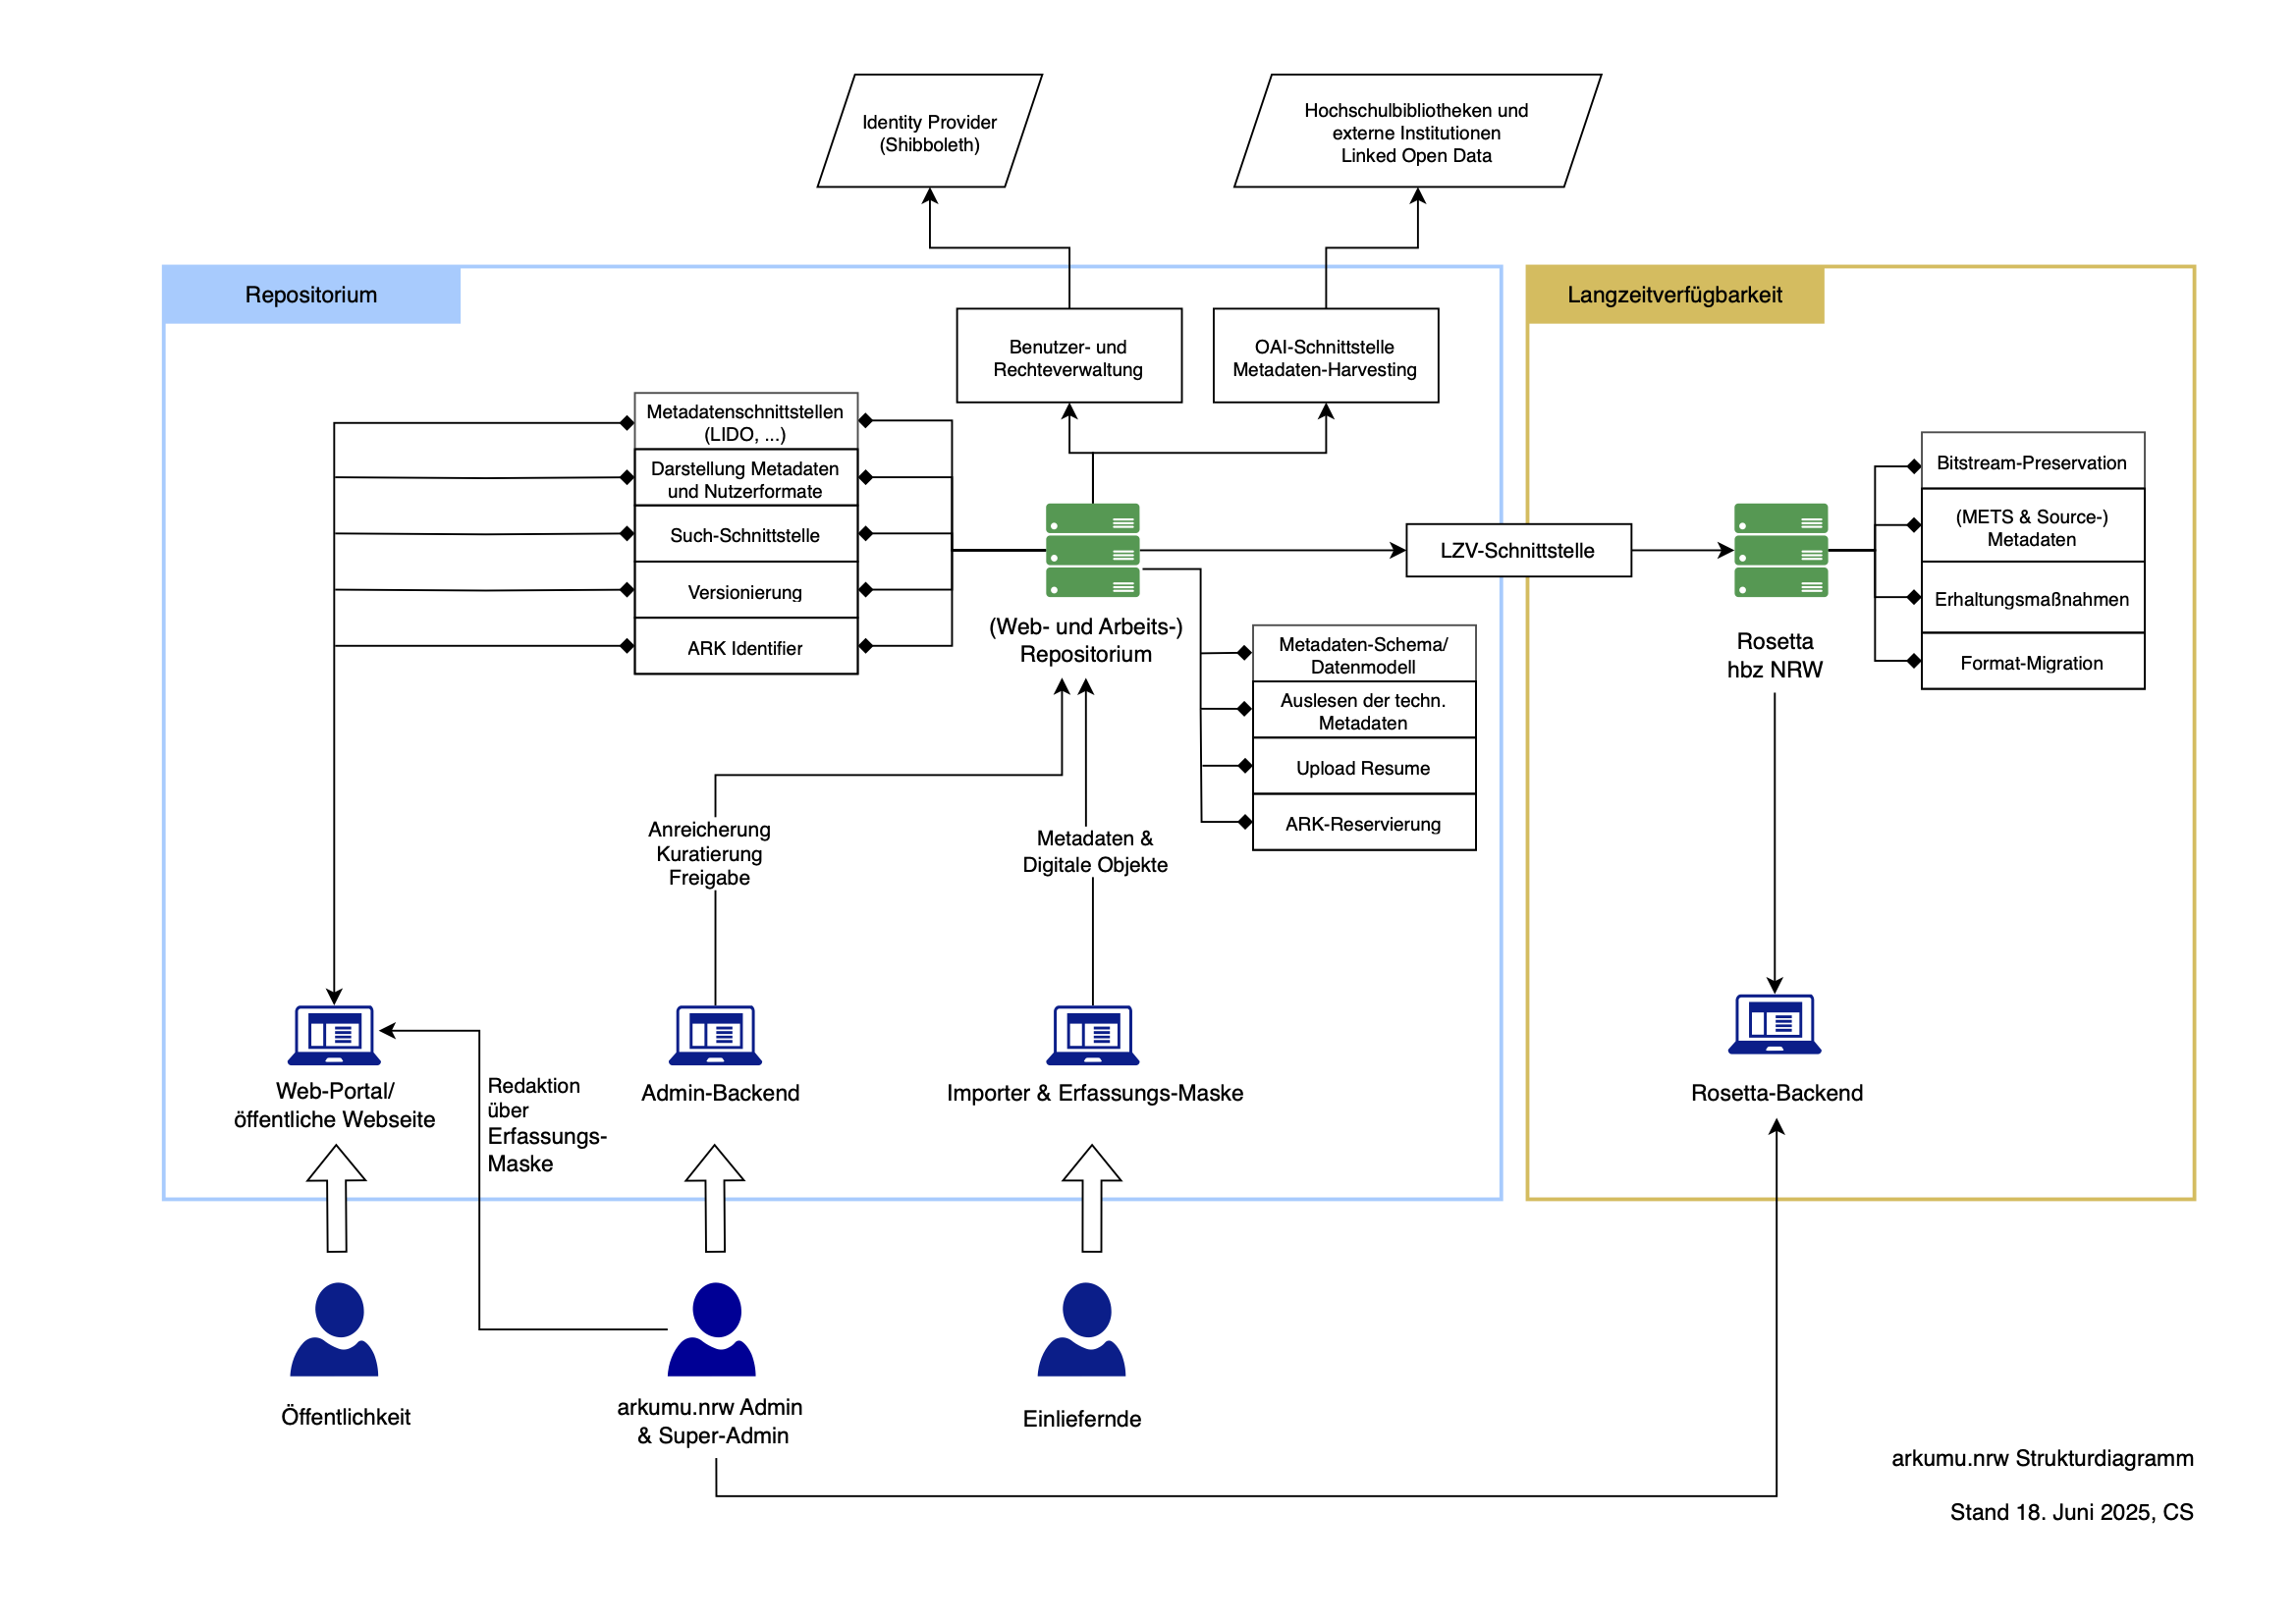 Identity Provider
(Shibboleth)
Hochschulbibliotheken und
externe Institutionen
Linked Open Data
Repositorium
Langzeitverfügbarkeit
Benutzer- und
Rechteverwaltung
OAI-Schnittstelle
Metadaten-Harvesting
Metadatenschnittstellen
(LIDO, ...)
Darstellung Metadaten
und Nutzerformate
Such-Schnittstelle
Versionierung
ARK Identifier
(Web- und Arbeits-)
Repositorium
LZV-Schnittstelle
Rosetta
hbz NRW
Bitstream-Preservation
(METS & Source-)
Metadaten
Erhaltungsmaßnahmen
Format-Migration
Metadaten-Schema/
Datenmodell
Auslesen der techn.
Metadaten
Upload Resume
ARK-Reservierung
Anreicherung
Kuratierung
Freigabe
Metadaten &
Digitale Objekte
Web-Portal/
öffentliche Webseite
Redaktion
über
Erfassungs-
Maske
Admin-Backend
Importer & Erfassungs-Maske
Rosetta-Backend
Öffentlichkeit
arkumu.nrw Admin
& Super-Admin
Einliefernde
arkumu.nrw Strukturdiagramm
Stand 18. Juni 2025, CS